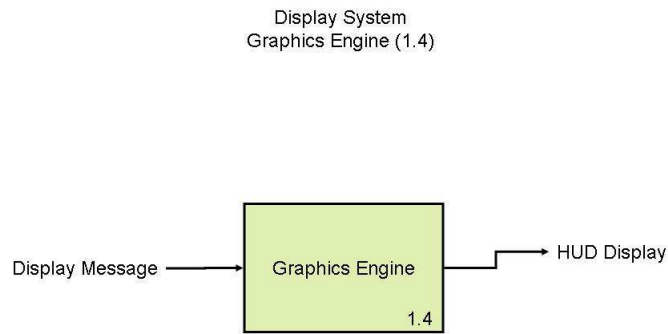 Display System
Graphics Engine (1.4)
Display Message
Graphics Engine
HUD Display
1.4